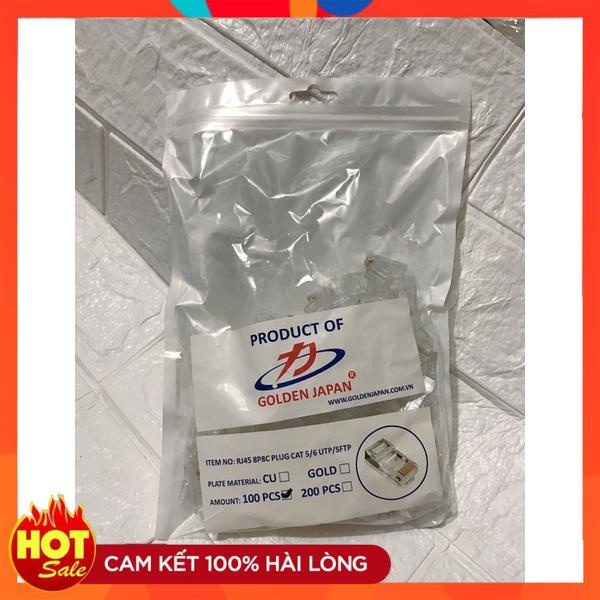 PRODUCT OF
力
GOLDEN JAPAN®
WWW.GOLDENJAPAN.COM.VN
ITEM NO: RJ45 8P8C PLUG CAT 5/6 UTP/SFTP
PLATE MATERIAL: CU☐ GOLD☐
AMOUNT: 100 PCS☑ 200 PCS☐
HOT
Sale
CAM KẾT 100% HÀI LÒNG